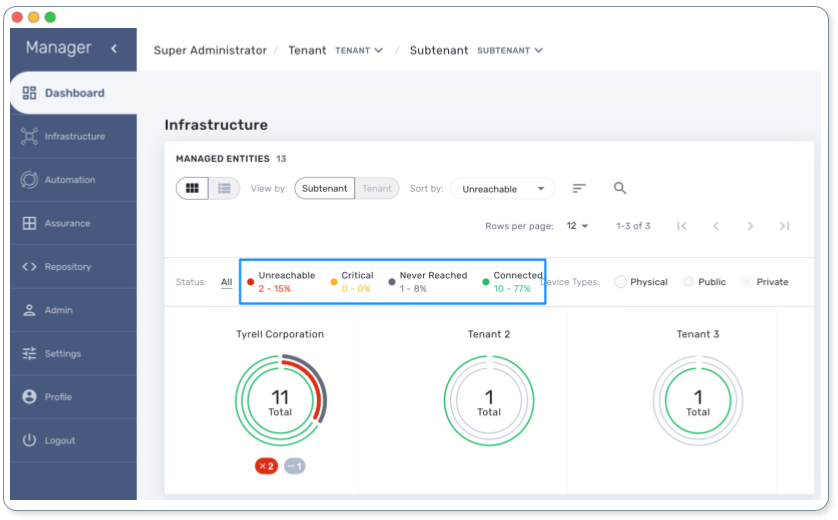 Manager
Super Administrator / Tenant TENANT / Subtenant SUBTENANT
Dashboard
Infrastructure
Automation
Assurance
Repository
Admin
Settings
Profile
Logout
Infrastructure
MANAGED ENTITIES 13
View by: Subtenant Tenant Sort by: Unreachable
Rows per page: 12 1-3 of 3
Status: All
Unreachable
2 - 15%
Critical
0 - 0%
Never Reached
1 - 8%
Connected
10 - 77%
evice Types: Physical Public Private
Tyrell Corporation
11
Total
2
1
Tenant 2
1
Total
Tenant 3
1
Total